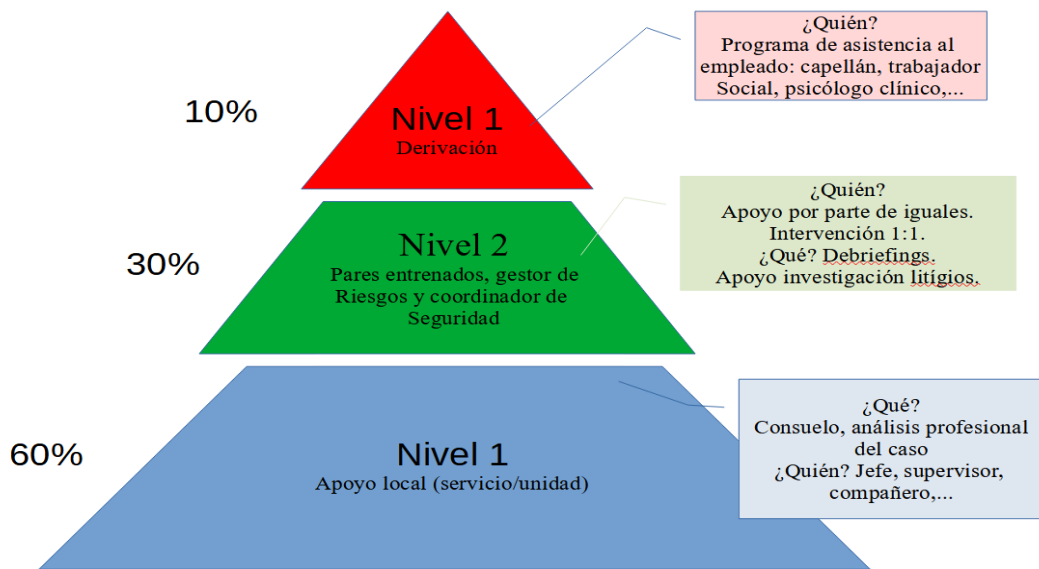 ¿Quién?
Programa de asistencia al
empleado: capellán, trabajador
Social, psicólogo clínico,...
10%
Nivel 1
Derivación
¿Quién?
Apoyo por parte de iguales.
Intervención 1:1.
¿Qué? Debriefings.
Apoyo investigación litígios.
30%
Nivel 2
Pares entrenados, gestor de
Riesgos y coordinador de
Seguridad
¿Qué?
Consuelo, análisis profesional
del caso
¿Quién? Jefe, supervisor,
compañero,...
60%
Nivel 1
Apoyo local (servicio/unidad)